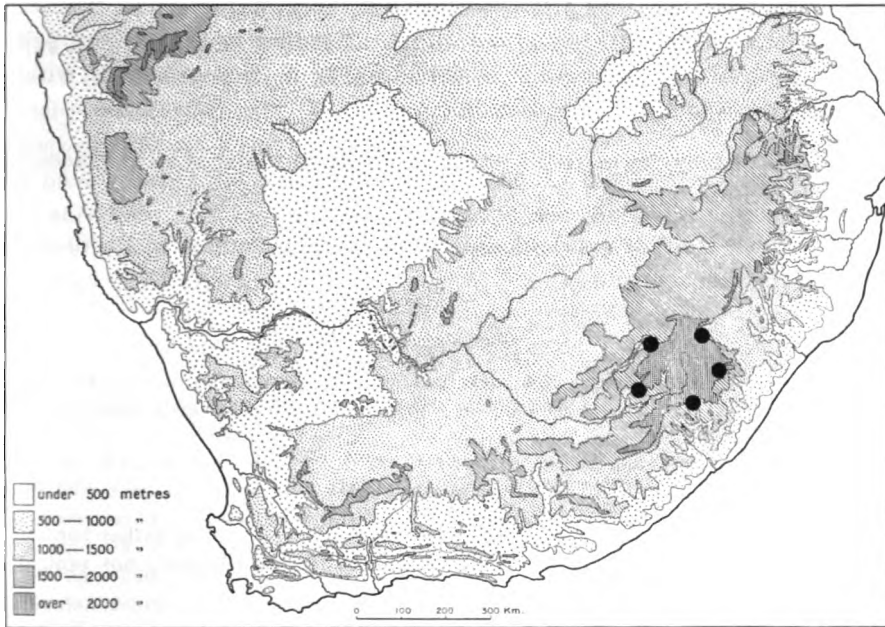 under 500 metres
500 — 1000 "
1000 — 1500 "
1500 — 2000 "
over 2000 "
0 100 200 300 Km.